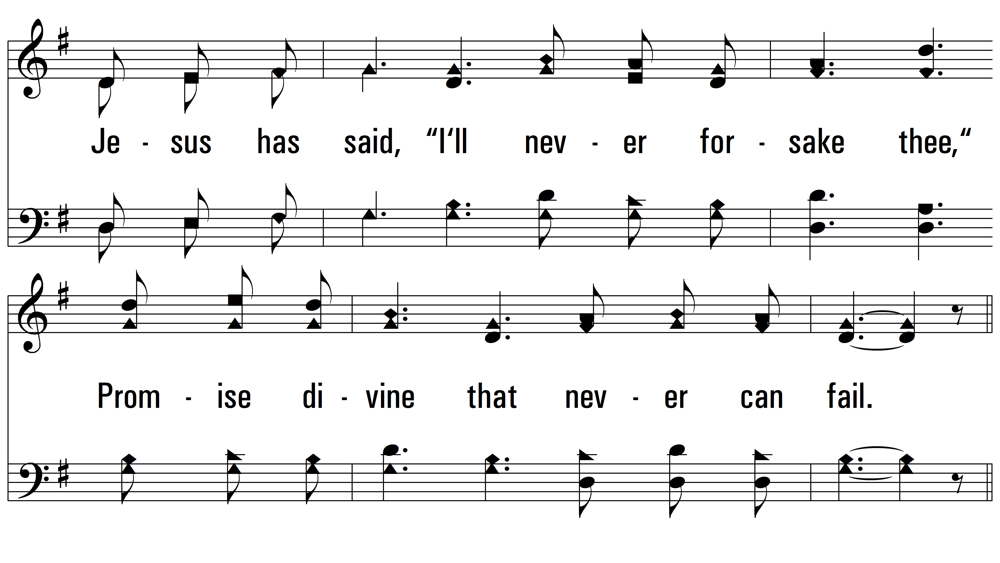 Je - sus has said, “I‘ll nev - er for - sake thee,“
Prom - ise di - vine that nev - er can fail.